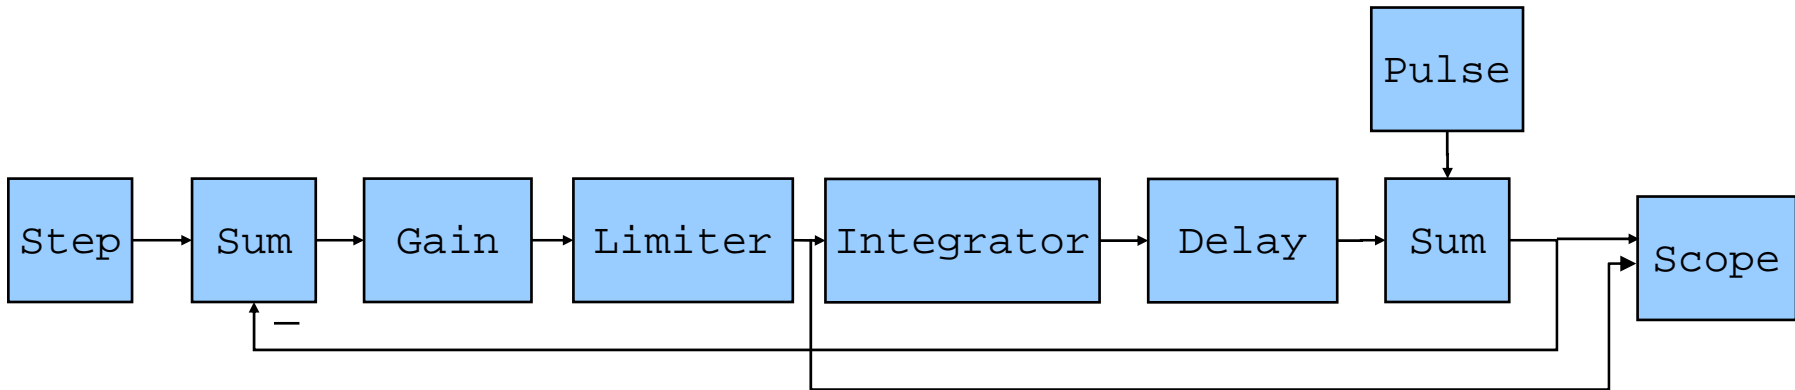 Pulse
Step
Sum
Gain
Limiter
Integrator
Delay
Sum
Scope
—